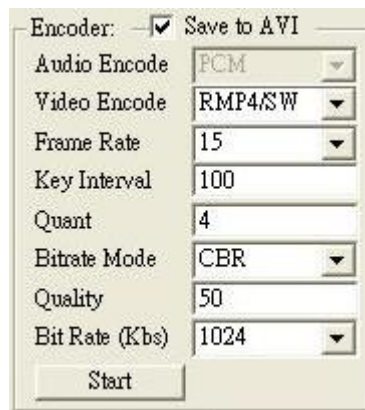 Encoder: Save to AVI
Audio Encode PCM
Video Encode RMP4/SW
Frame Rate 15
Key Interval 100
Quant 4
Bitrate Mode CBR
Quality 50
Bit Rate (Kbs) 1024
Start